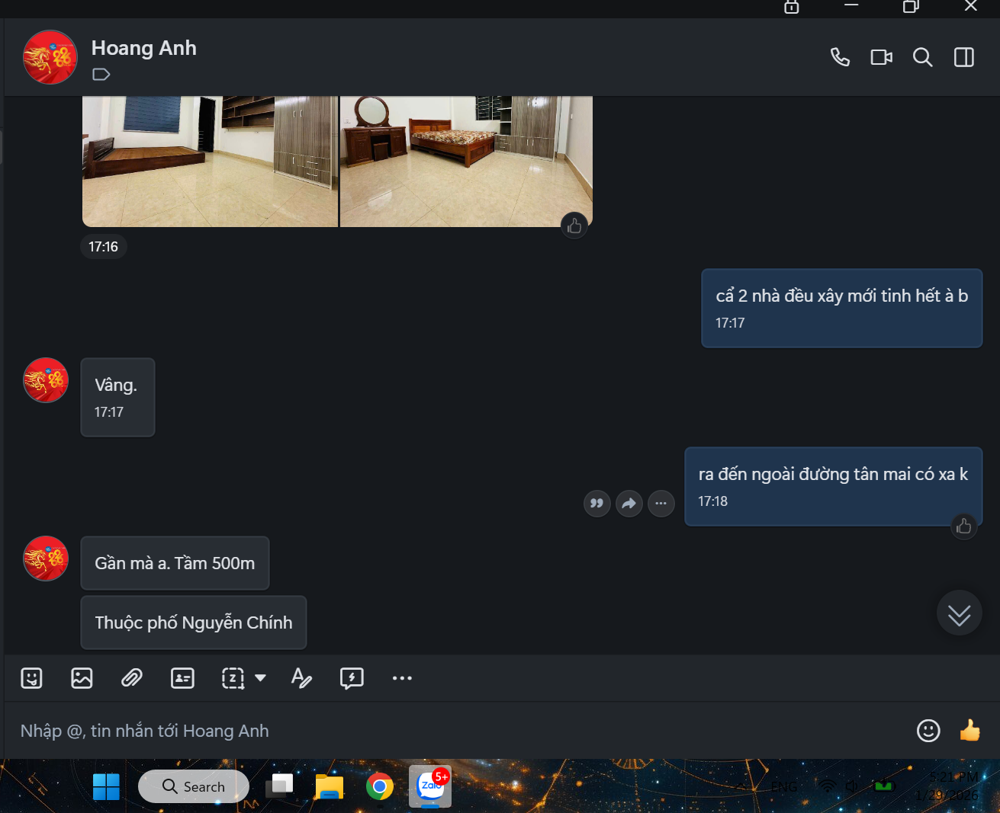 Hoang Anh
17:16
cả 2 nhà đều xây mới tinh hết à b
17:17
Vâng.
17:17
ra đến ngoài đường tân mai có xa k
17:18
Gần mà a. Tầm 500m
Thuộc phố Nguyễn Chính
Nhập @, tin nhắn tới Hoang Anh
Search
Zalo
5+
ENG
5:21 PM
1/29/2026